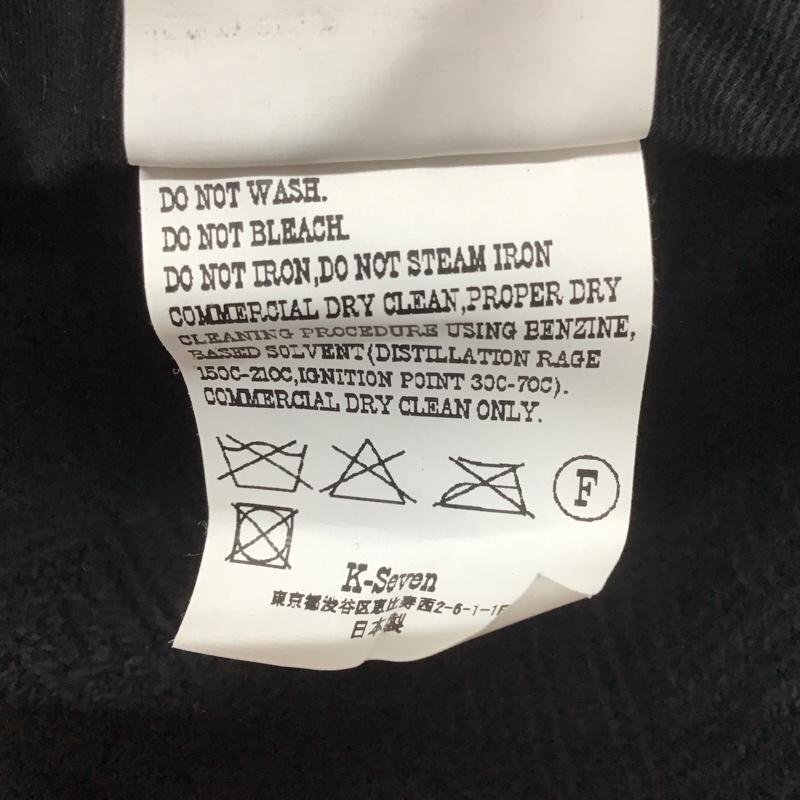 DO NOT WASH.
DO NOT BLEACH.
DO NOT IRON,DO NOT STEAM IRON
COMMERCIAL DRY CLEAN,PROPER DRY
CLEANING PROCEDURE USING BENZINE,
BASED SOLVENT(DISTILLATION RAGE
150C-210C,IGNITION POINT 30C-70C).
COMMERCIAL DRY CLEAN ONLY.
F
K-Seven
東京都渋谷区恵比寿西2-6-1-1F
日本製